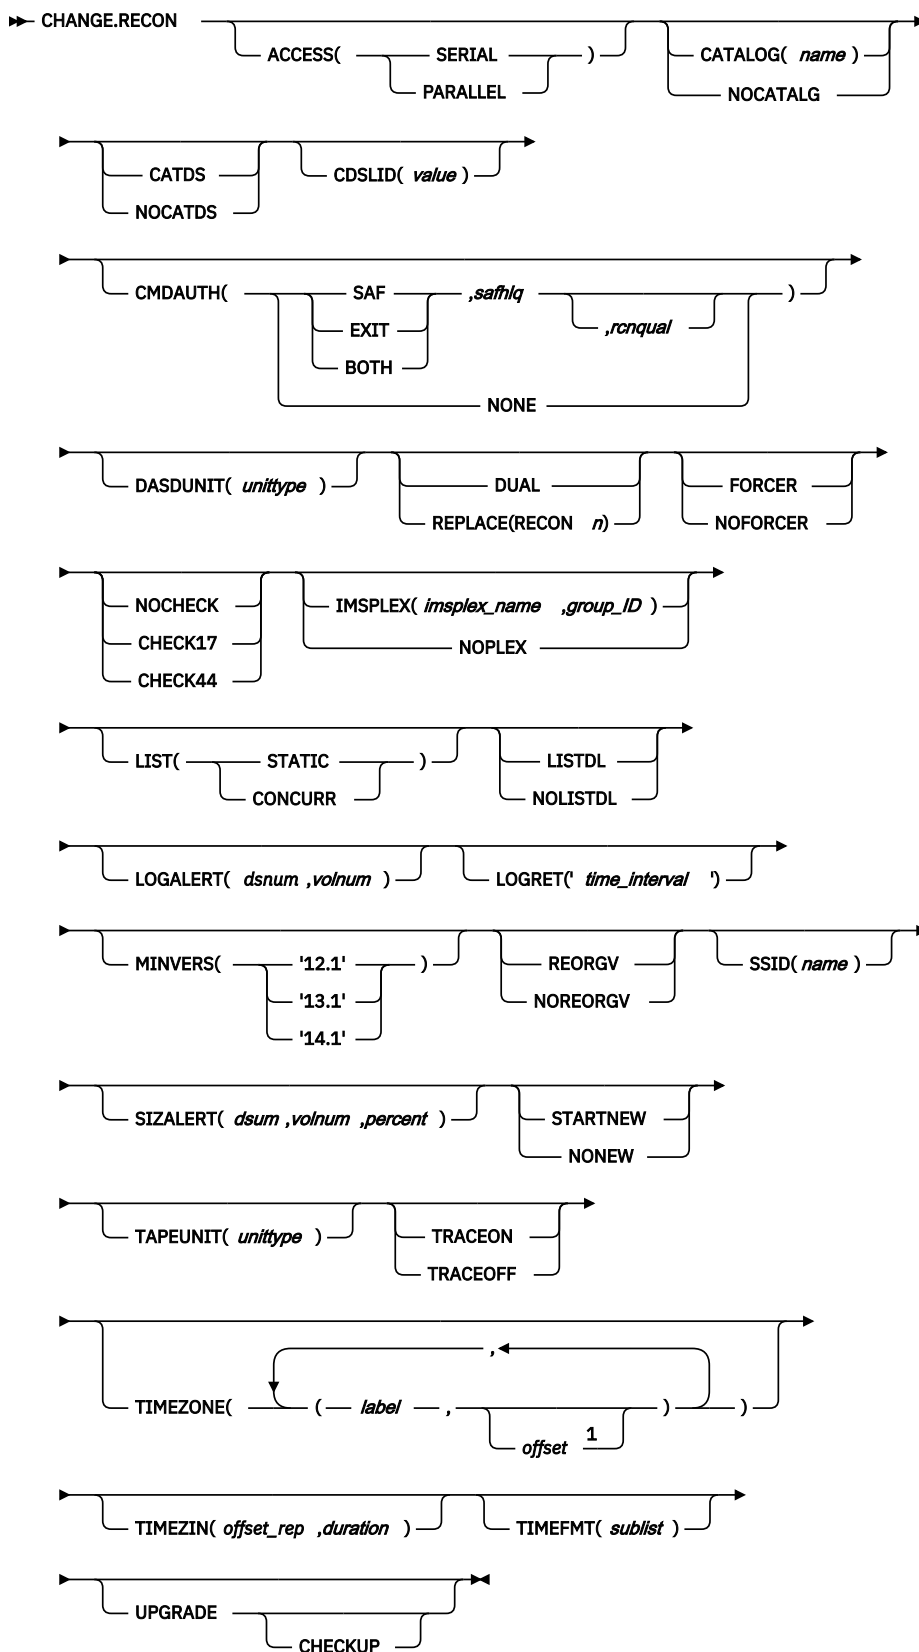 CHANGE.RECON
ACCESS( SERIAL )
PARALLEL
CATALOG( name )
NOCATALG
CATDS
NOCATDS
CDSLID( value )
CMDAUTH( SAF ,safhlq )
EXIT ,rcnqual
BOTH
NONE
DASDUNIT( unittype )
DUAL
REPLACE(RECON n)
FORCER
NOFORCER
NOCHECK
CHECK17
CHECK44
IMSPLEX( imsplex_name ,group_ID )
NOPLEX
LIST( STATIC )
CONCURR
LISTDL
NOLISTDL
LOGALERT( dsnum ,volnum )
LOGRET(' time_interval ')
MINVERS( '12.1' )
'13.1'
'14.1'
REORGV
NOREORGV
SSID( name )
SIZALERT( dsum ,volnum ,percent )
STARTNEW
NONEW
TAPEUNIT( unittype )
TRACEON
TRACEOFF
,
TIMEZONE( ( label , ) )
offset 1
TIMEZIN( offset_rep ,duration )
TIMEFMT( sublist )
UPGRADE
CHECKUP